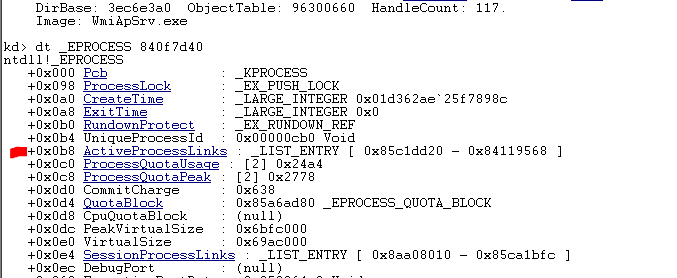 DirBase: 3ec6e3a0  ObjectTable: 96300660  HandleCount: 117.
Image: WmiApSrv.exe
kd> dt _EPROCESS 840f7d40
ntdll!_EPROCESS
+0x000 Pcb : _KPROCESS
+0x098 ProcessLock : _EX_PUSH_LOCK
+0x0a0 CreateTime : _LARGE_INTEGER 0x01d362ae`25f7898c
+0x0a8 ExitTime : _LARGE_INTEGER 0x0
+0x0b0 RundownProtect : _EX_RUNDOWN_REF
+0x0b4 UniqueProcessId : 0x00000cb0 Void
+0x0b8 ActiveProcessLinks : _LIST_ENTRY [ 0x85c1dd20 - 0x84119568 ]
+0x0c0 ProcessQuotaUsage : [2] 0x24a4
+0x0c8 ProcessQuotaPeak : [2] 0x2778
+0x0d0 CommitCharge : 0x638
+0x0d4 QuotaBlock : 0x85a6ad80 _EPROCESS_QUOTA_BLOCK
+0x0d8 CpuQuotaBlock : (null)
+0x0dc PeakVirtualSize : 0x6bfc000
+0x0e0 VirtualSize : 0x69ac000
+0x0e4 SessionProcessLinks : _LIST_ENTRY [ 0x8aa08010 - 0x85ca1bfc ]
+0x0ec DebugPort : (null)